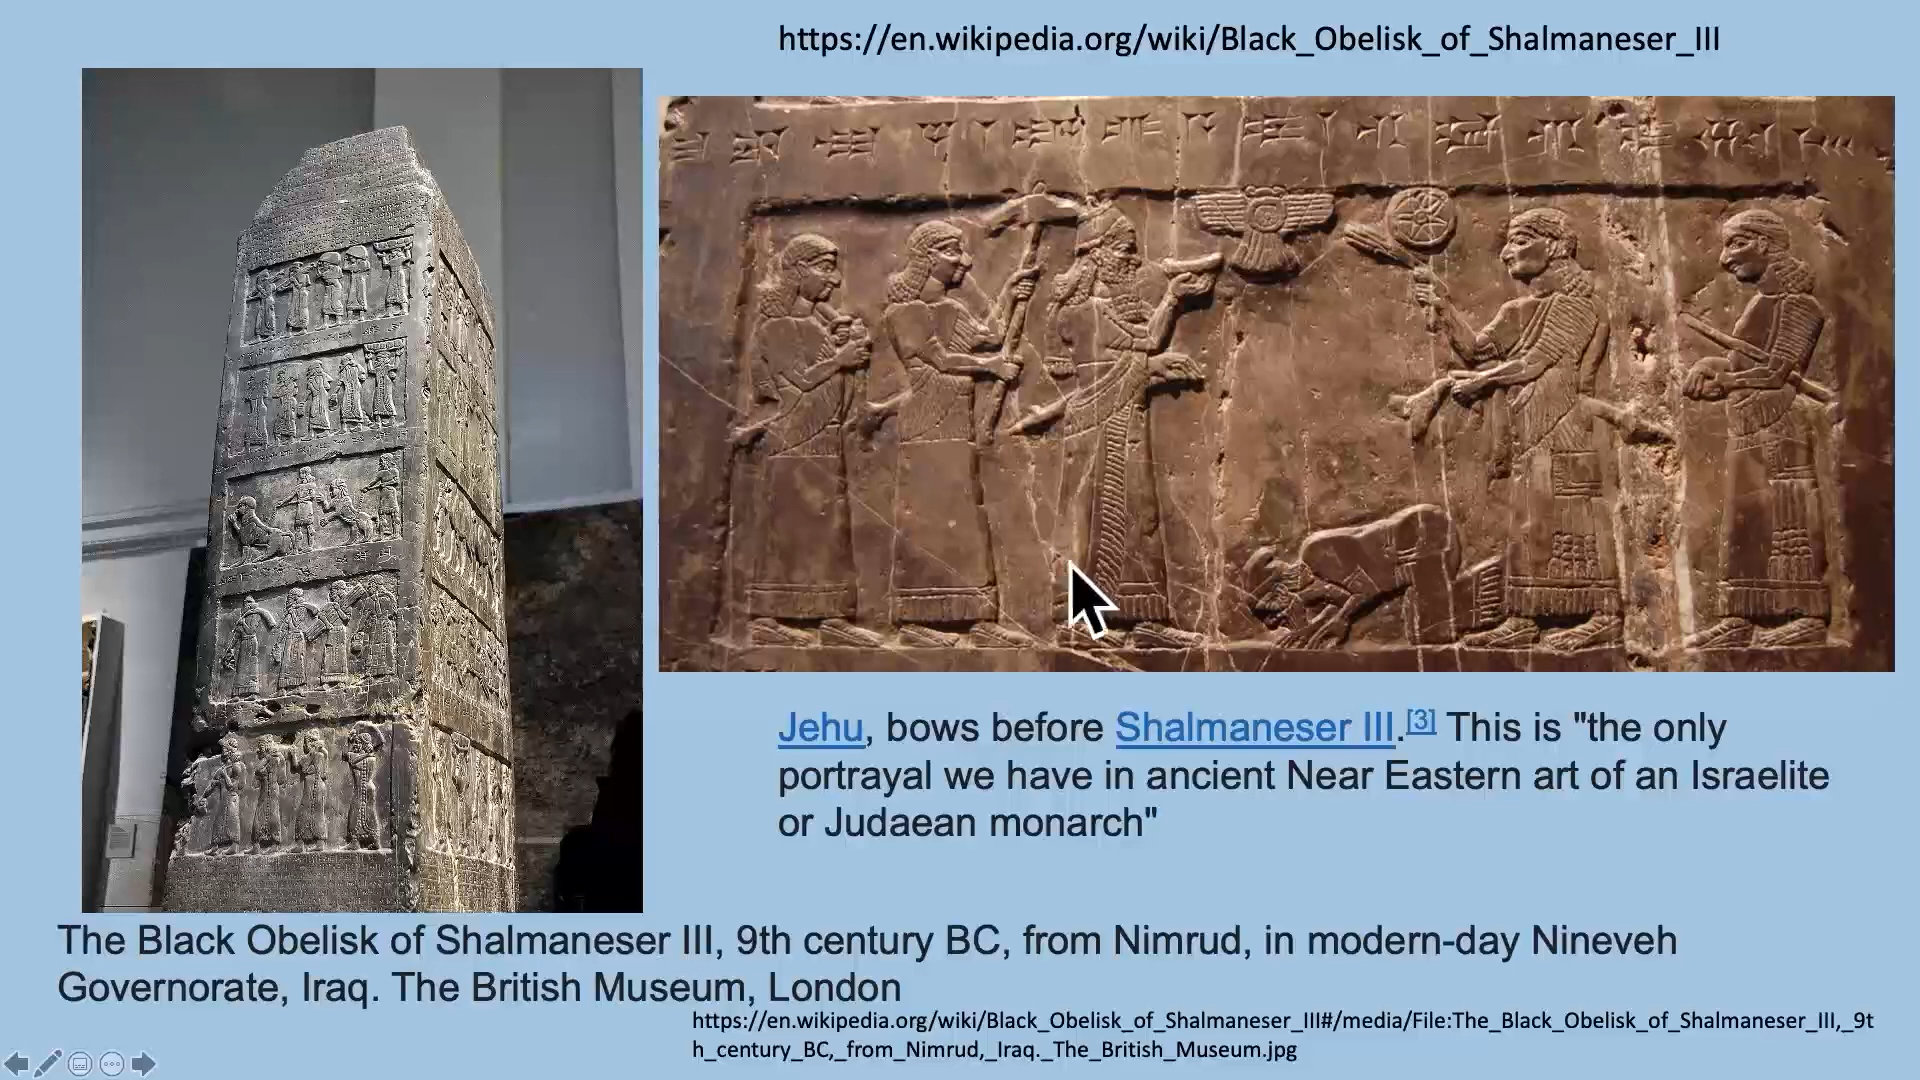 https://en.wikipedia.org/wiki/Black_Obelisk_of_Shalmaneser_III
Jehu, bows before Shalmaneser III.[3] This is "the only
portrayal we have in ancient Near Eastern art of an Israelite
or Judaean monarch"
The Black Obelisk of Shalmaneser III, 9th century BC, from Nimrud, in modern-day Nineveh
Governorate, Iraq. The British Museum, London
https://en.wikipedia.org/wiki/Black_Obelisk_of_Shalmaneser_III#/media/File:The_Black_Obelisk_of_Shalmaneser_III,_9t
h_century_BC,_from_Nimrud,_Iraq._The_British_Museum.jpg